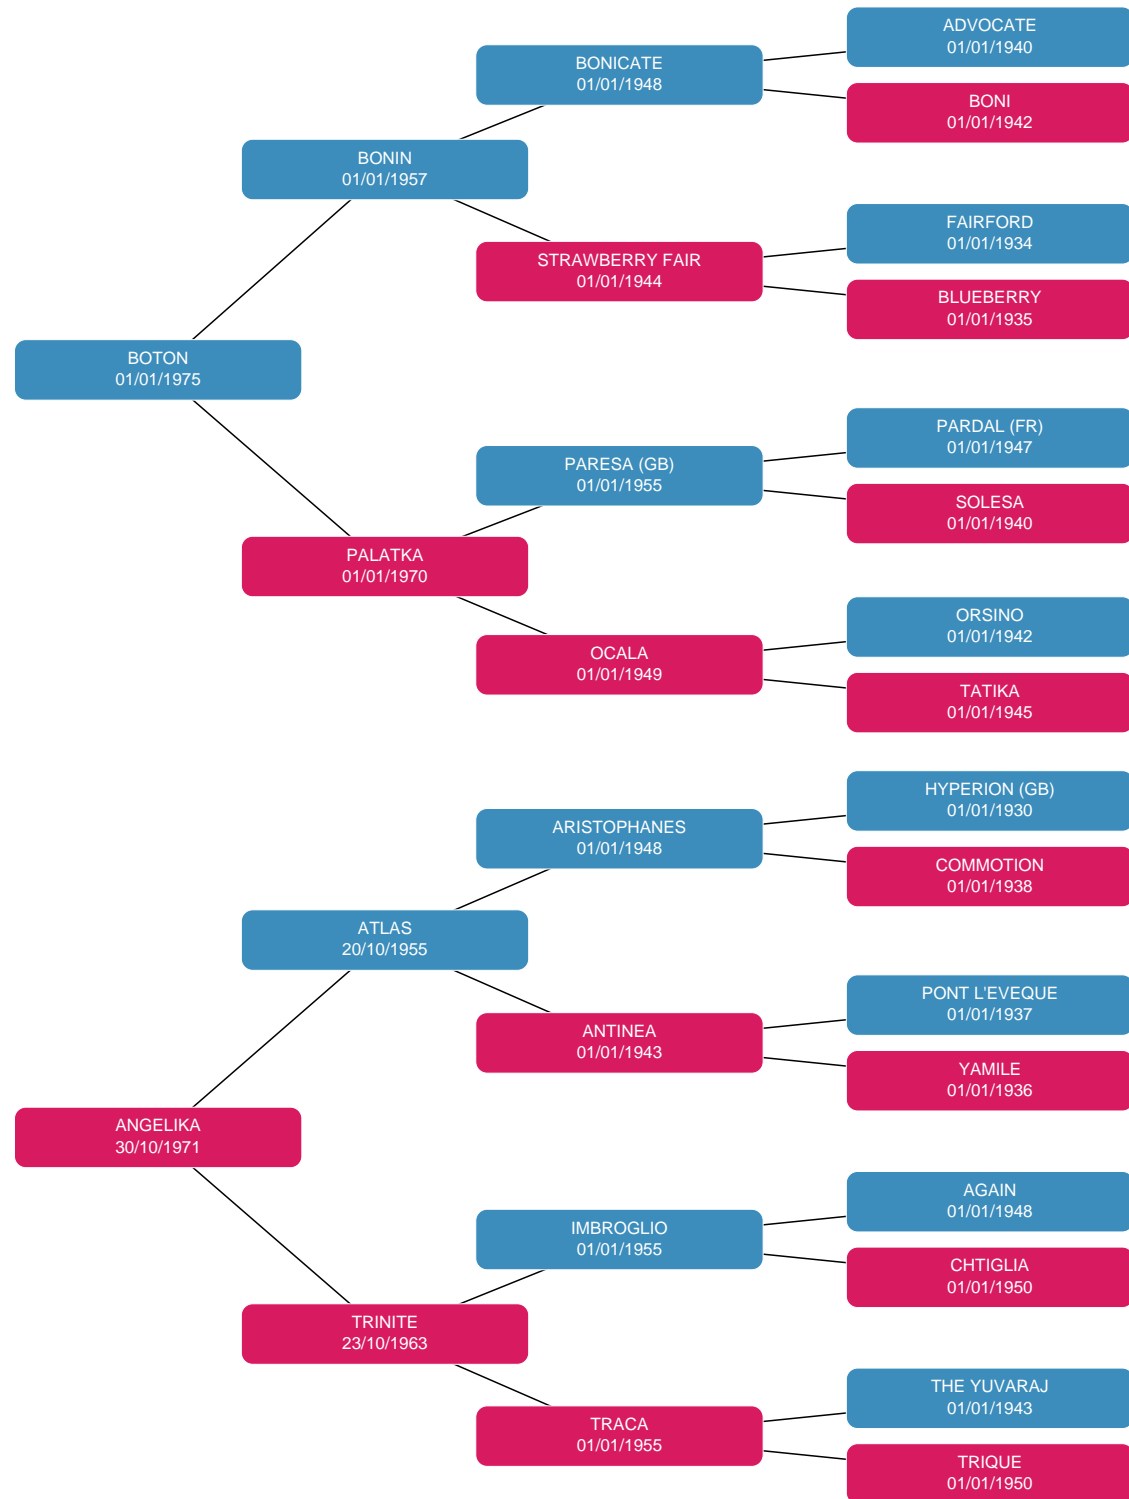 ADVOCATE
01/01/1940
BONICATE
01/01/1948
BONI
01/01/1942
BONIN
01/01/1957
FAIRFORD
01/01/1934
STRAWBERRY FAIR
01/01/1944
BLUEBERRY
01/01/1935
BOTON
01/01/1975
PARDAL (FR)
01/01/1947
PARESA (GB)
01/01/1955
SOLESA
01/01/1940
PALATKA
01/01/1970
ORSINO
01/01/1942
OCALA
01/01/1949
TATIKA
01/01/1945
HYPERION (GB)
01/01/1930
ARISTOPHANES
01/01/1948
COMMOTION
01/01/1938
ATLAS
20/10/1955
PONT L'EVEQUE
01/01/1937
ANTINEA
01/01/1943
YAMILE
01/01/1936
ANGELIKA
30/10/1971
AGAIN
01/01/1948
IMBROGLIO
01/01/1955
CHTIGLIA
01/01/1950
TRINITE
23/10/1963
THE YUVARAJ
01/01/1943
TRACA
01/01/1955
TRIQUE
01/01/1950